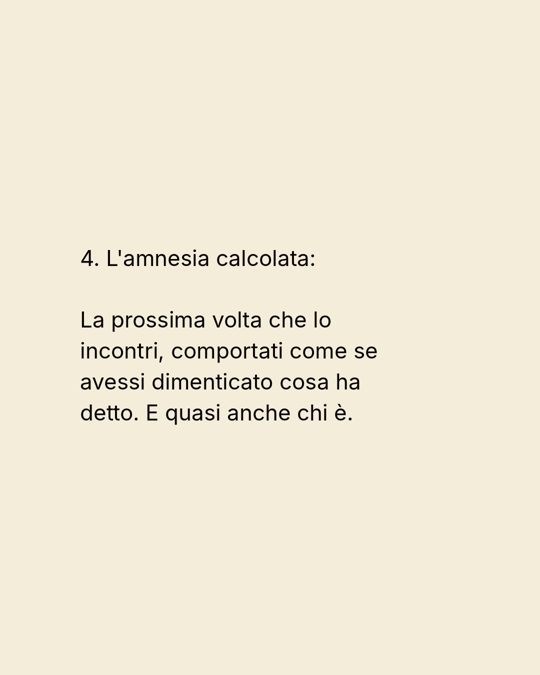 4. L'amnesia calcolata:
La prossima volta che lo
incontri, comportati come se
avessi dimenticato cosa ha
detto. E quasi anche chi è.